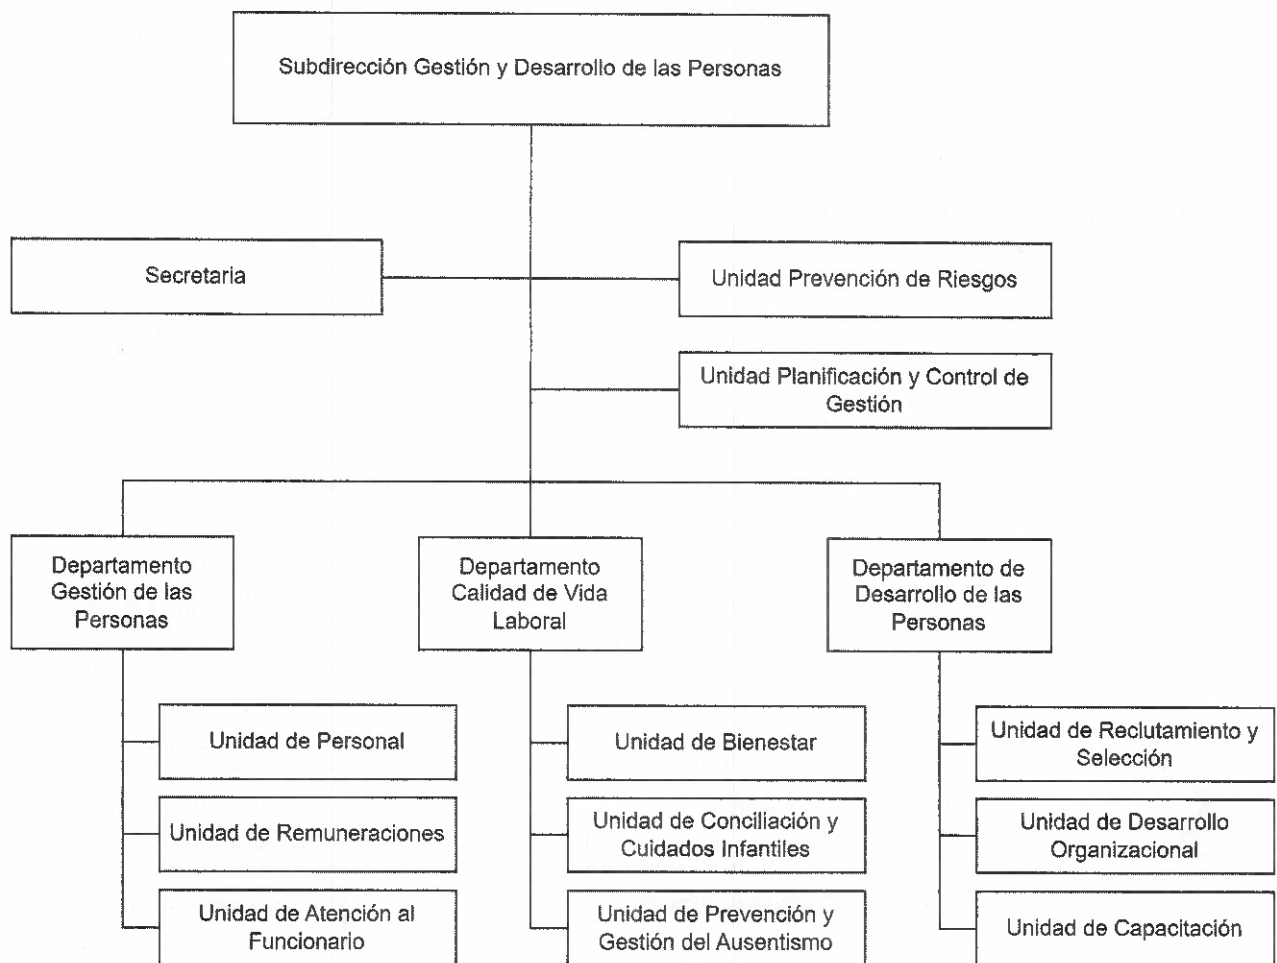 Subdirección Gestión y Desarrollo de las Personas
Secretaria
Unidad Prevención de Riesgos
Unidad Planificación y Control de
Gestión
Departamento
Gestión de las
Personas
Departamento
Calidad de Vida
Laboral
Departamento de
Desarrollo de las
Personas
Unidad de Personal
Unidad de Bienestar
Unidad de Reclutamiento y
Selección
Unidad de Remuneraciones
Unidad de Conciliación y
Cuidados Infantiles
Unidad de Desarrollo
Organizacional
Unidad de Atención al
Funcionario
Unidad de Prevención y
Gestión del Ausentismo
Unidad de Capacitación